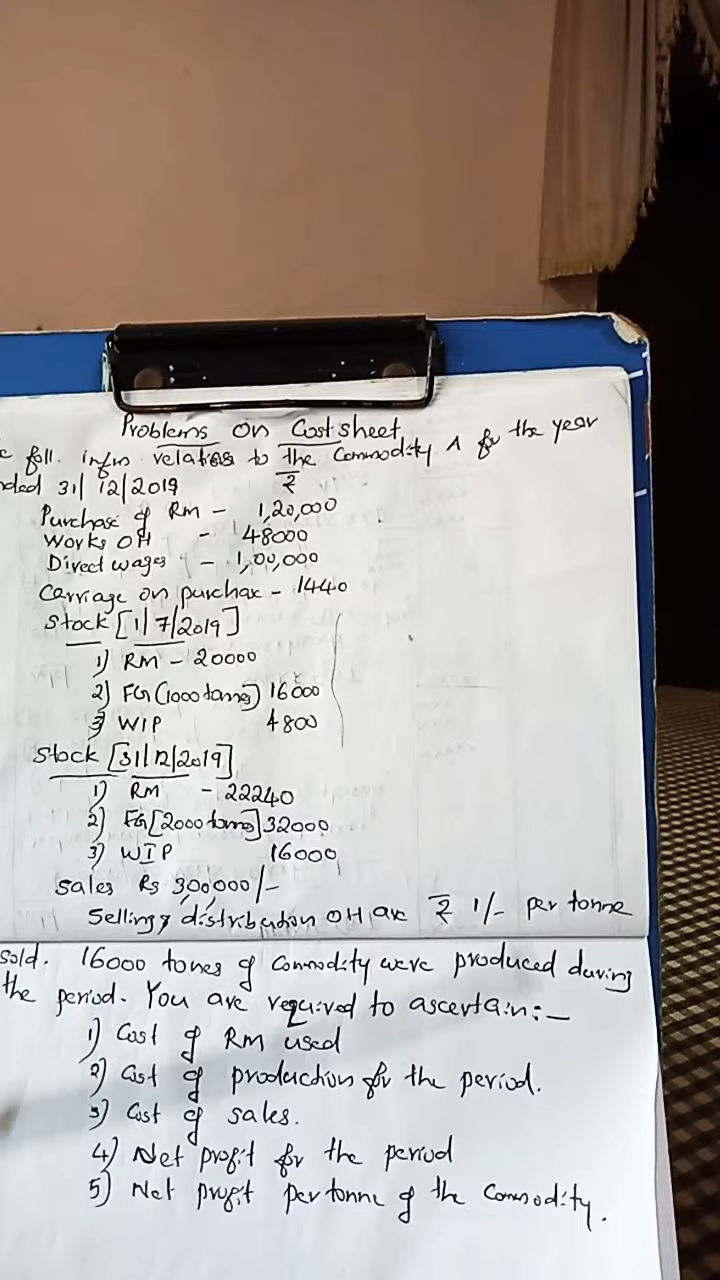 Problems on Cost sheet
foll. infm relates to the Commodity A for the year
nded 31/12/2019 ₹
Purchase of RM - 1,20,000
Works OH - 48000
Direct wages - 1,00,000
Carriage on purchase - 1440
Stock [1/7/2019]
1) RM - 20000
2) FG (1000 tonnes) 16000
3) WIP 4800
Stock [31/12/2019]
1) RM - 22240
2) FG [2000 tonnes] 32000
3) WIP 16000
Sales Rs 300,000/-
Selling & distribution OH are ₹ 1/- per tonne
sold. 16000 tones of Commodity were produced during
the period. You are required to ascertain:-
1) Cost of RM used
2) Cost of production for the period.
3) Cost of sales.
4) Net profit for the period
5) Net profit per tonne of the Commodity.